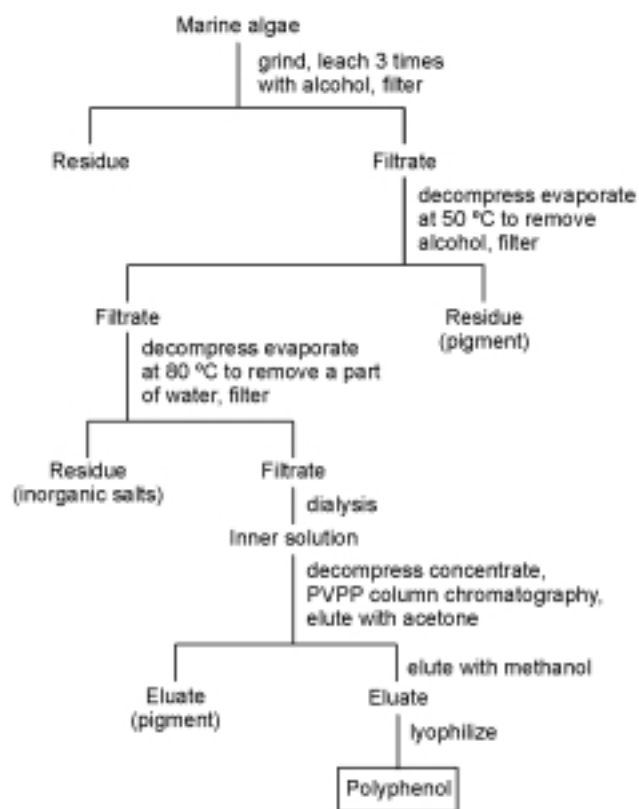 Marine algae
grind, leach 3 times
with alcohol, filter
Residue
Filtrate
decompress evaporate
at 50 ºC to remove
alcohol, filter
Filtrate
Residue
(pigment)
decompress evaporate
at 80 ºC to remove a part
of water, filter
Residue
(inorganic salts)
Filtrate
dialysis
Inner solution
decompress concentrate,
PVPP column chromatography,
elute with acetone
elute with methanol
Eluate
(pigment)
Eluate
lyophilize
Polyphenol